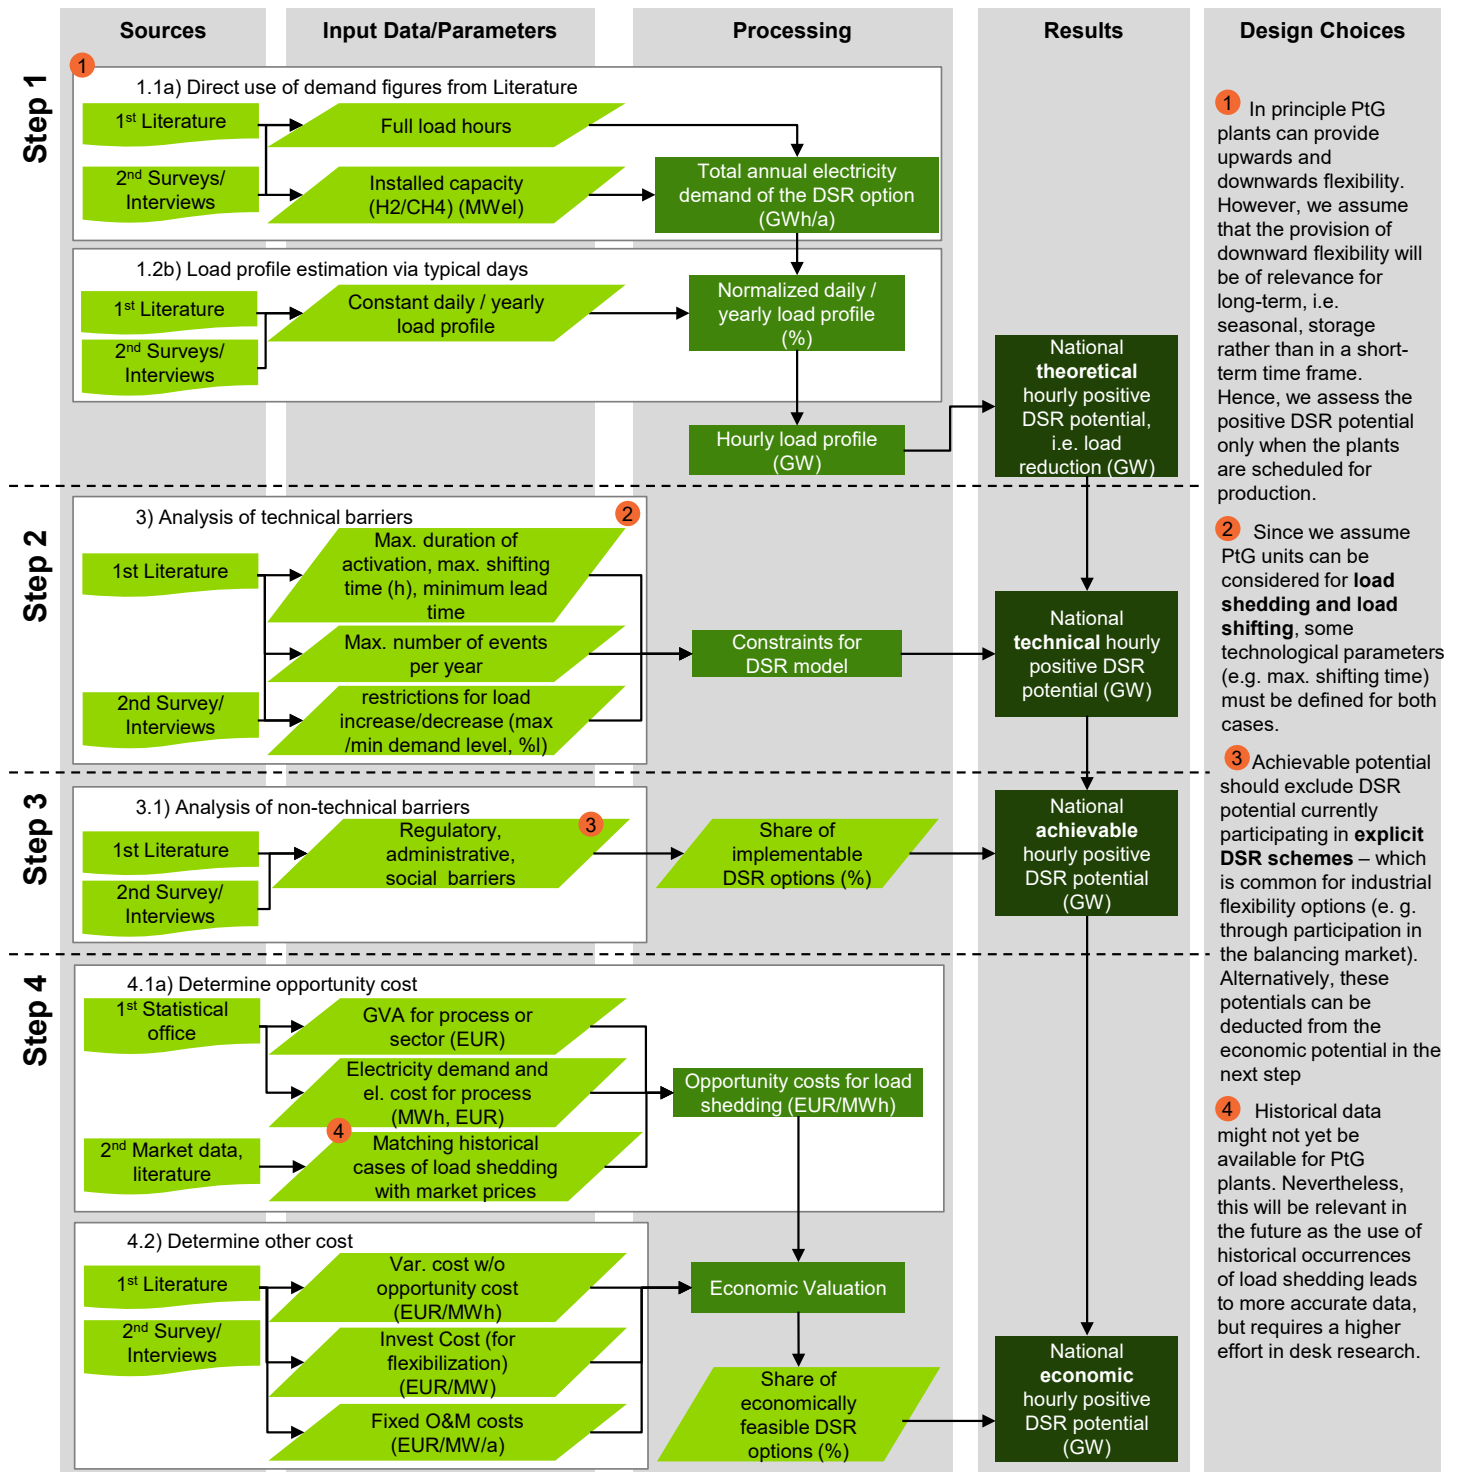 Sources
Input Data/Parameters
Processing
Results
Design Choices
Step 1
1
1.1a) Direct use of demand figures from Literature
1st Literature
Full load hours
2nd Surveys/
Interviews
Installed capacity
(H2/CH4) (MWel)
Total annual electricity
demand of the DSR option
(GWh/a)
1.2b) Load profile estimation via typical days
1st Literature
2nd Surveys/
Interviews
Constant daily / yearly
load profile
Normalized daily /
yearly load profile
(%)
Hourly load profile
(GW)
National
theoretical
hourly positive
DSR potential,
i.e. load
reduction (GW)
Step 2
3) Analysis of technical barriers
2
1st Literature
Max. duration of
activation, max. shifting
time (h), minimum lead
time
Max. number of events
per year
2nd Survey/
Interviews
restrictions for load
increase/decrease (max
/min demand level, %l)
Constraints for
DSR model
National
technical hourly
positive DSR
potential (GW)
Step 3
3.1) Analysis of non-technical barriers
3
1st Literature
2nd Survey/
Interviews
Regulatory,
administrative,
social barriers
Share of
implementable
DSR options (%)
National
achievable
hourly positive
DSR potential
(GW)
Step 4
4.1a) Determine opportunity cost
1st Statistical
office
GVA for process or
sector (EUR)
Electricity demand and
el. cost for process
(MWh, EUR)
4
2nd Market data,
literature
Matching historical
cases of load shedding
with market prices
Opportunity costs for load
shedding (EUR/MWh)
4.2) Determine other cost
1st Literature
2nd Survey/
Interviews
Var. cost w/o
opportunity cost
(EUR/MWh)
Invest Cost (for
flexibilization)
(EUR/MW)
Fixed O&M costs
(EUR/MW/a)
Economic Valuation
Share of
economically
feasible DSR
options (%)
National
economic
hourly positive
DSR potential
(GW)
1 In principle PtG
plants can provide
upwards and
downwards flexibility.
However, we assume
that the provision of
downward flexibility will
be of relevance for
long-term, i.e.
seasonal, storage
rather than in a short-
term time frame.
Hence, we assess the
positive DSR potential
only when the plants
are scheduled for
production.
2 Since we assume
PtG units can be
considered for load
shedding and load
shifting, some
technological parameters
(e.g. max. shifting time)
must be defined for both
cases.
3 Achievable potential
should exclude DSR
potential currently
participating in explicit
DSR schemes – which
is common for industrial
flexibility options (e. g.
through participation in
the balancing market).
Alternatively, these
potentials can be
deducted from the
economic potential in the
next step
4 Historical data
might not yet be
available for PtG
plants. Nevertheless,
this will be relevant in
the future as the use of
historical occurrences
of load shedding leads
to more accurate data,
but requires a higher
effort in desk research.